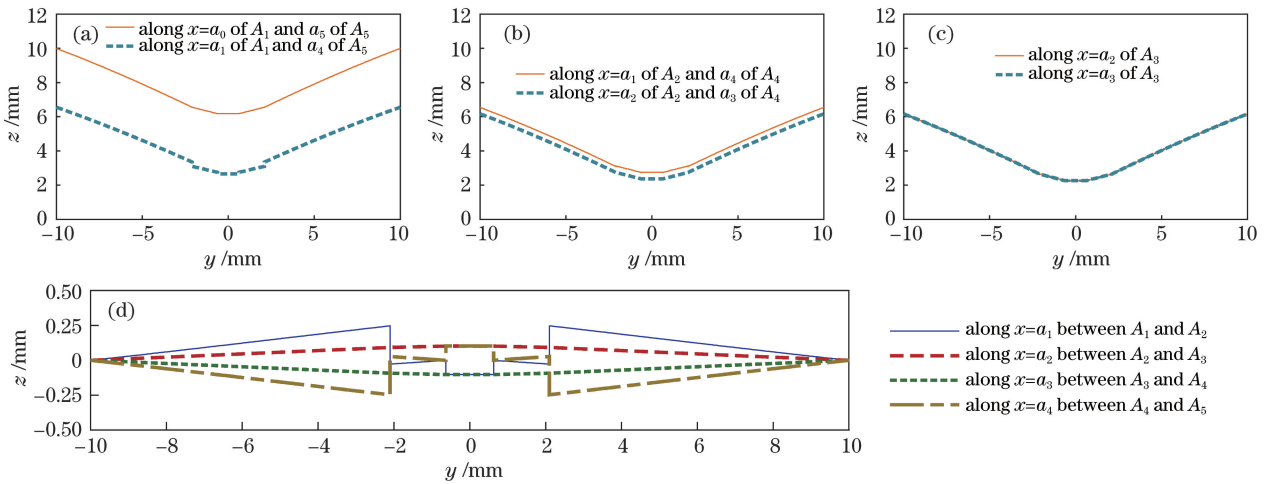 (a)
along x=a₀ of A₁ and a₅ of A₅
along x=a₁ of A₁ and a₄ of A₅
12
10
8
6
4
2
0
z /mm
−10
−5
0
5
10
y /mm
(b)
along x=a₁ of A₂ and a₄ of A₄
along x=a₂ of A₂ and a₃ of A₄
12
10
8
6
4
2
0
z /mm
−10
−5
0
5
10
y /mm
(c)
along x=a₂ of A₃
along x=a₃ of A₃
12
10
8
6
4
2
0
z /mm
−10
−5
0
5
10
y /mm
(d)
0.50
0.25
0
−0.25
−0.50
z /mm
−10
−8
−6
−4
−2
0
2
4
6
8
10
y /mm
along x=a₁ between A₁ and A₂
along x=a₂ between A₂ and A₃
along x=a₃ between A₃ and A₄
along x=a₄ between A₄ and A₅